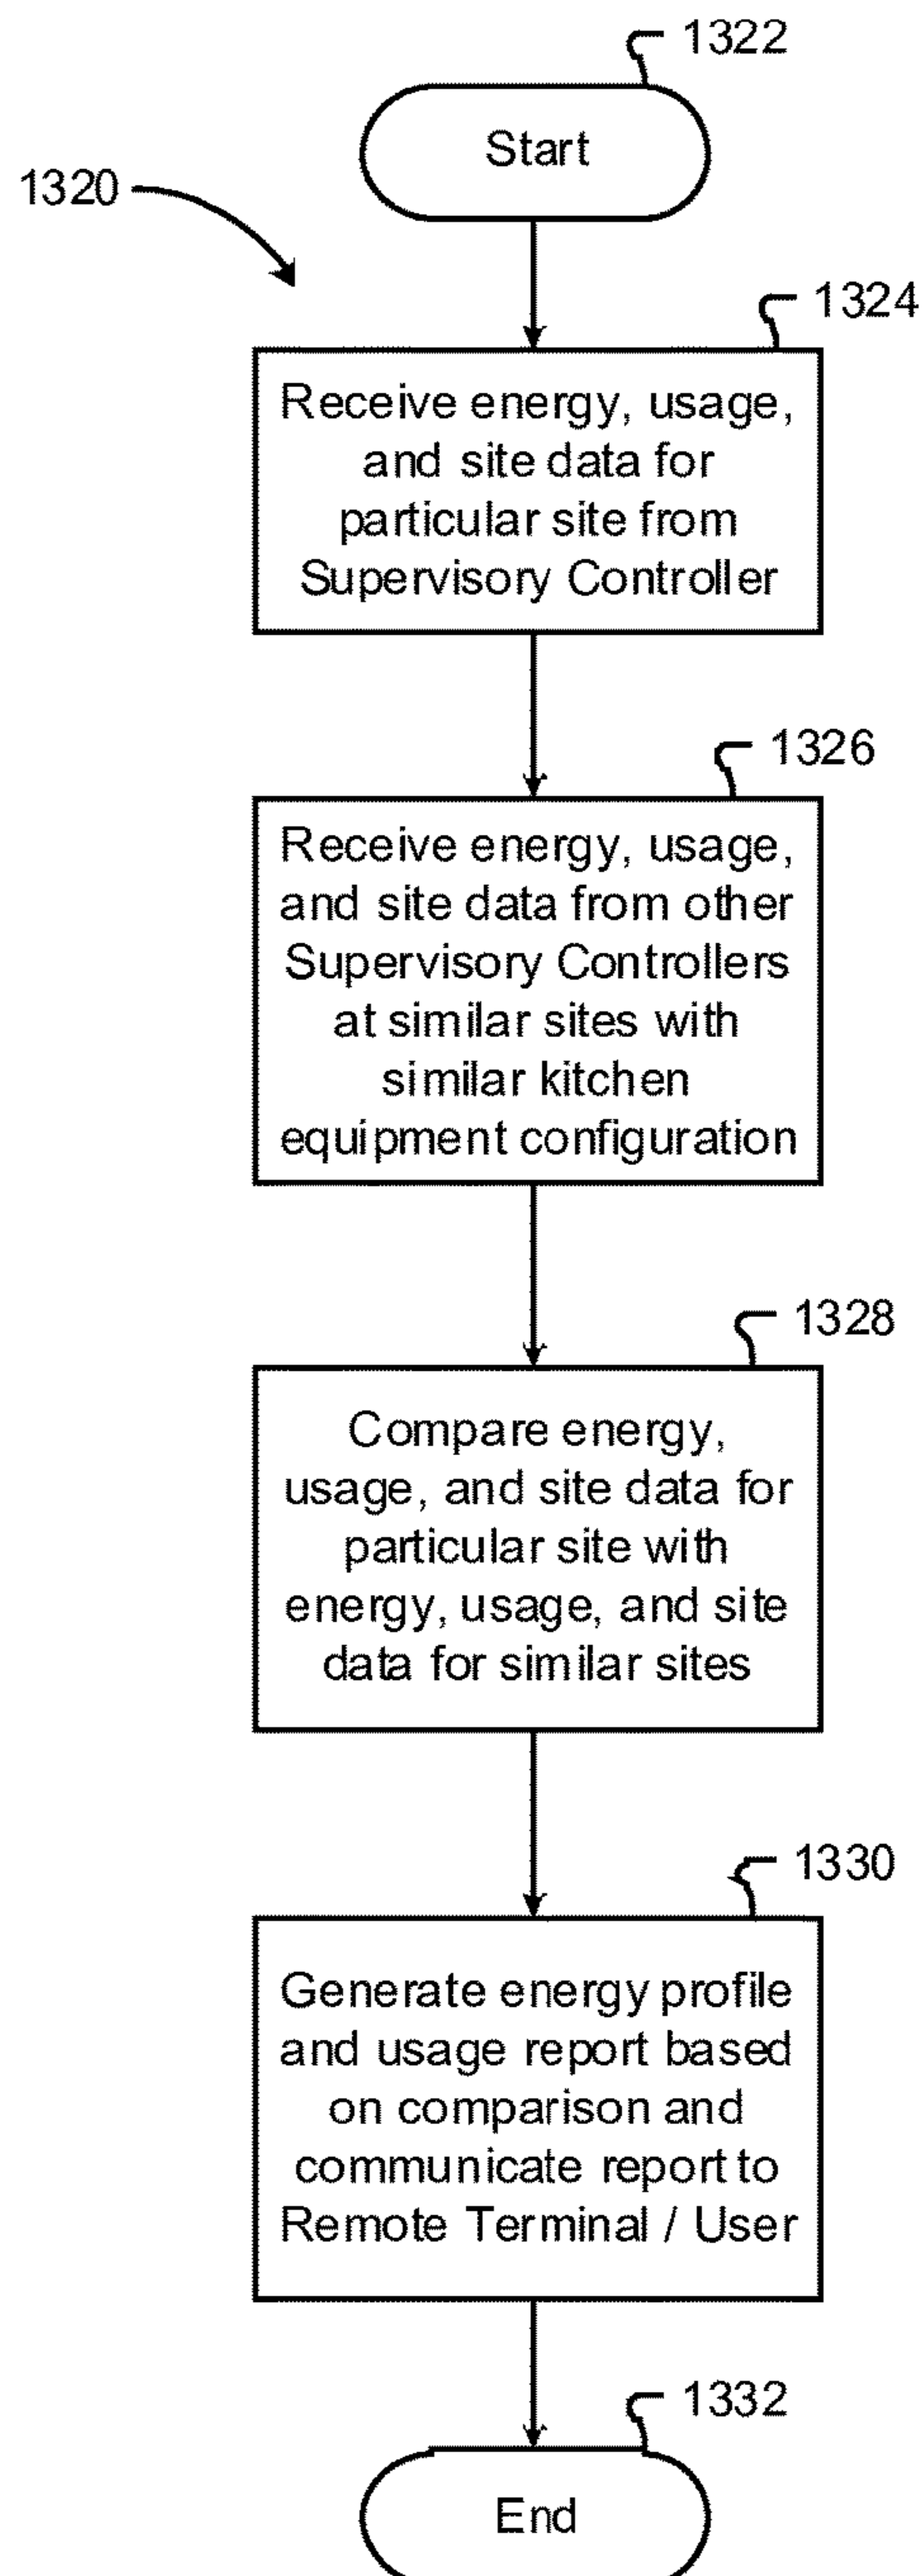 1322
Start
1320
1324
Receive energy, usage,
and site data for
particular site from
Supervisory Controller
1326
Receive energy, usage,
and site data from other
Supervisory Controllers
at similar sites with
similar kitchen
equipment configuration
1328
Compare energy,
usage, and site data for
particular site with
energy, usage, and site
data for similar sites
1330
Generate energy profile
and usage report based
on comparison and
communicate report to
Remote Terminal / User
1332
End